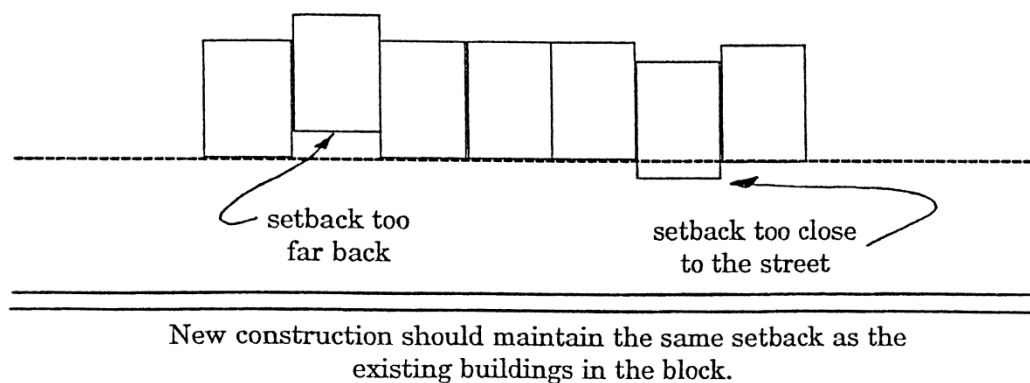 setback too
far back
setback too close
to the street
New construction should maintain the same setback as the
existing buildings in the block.